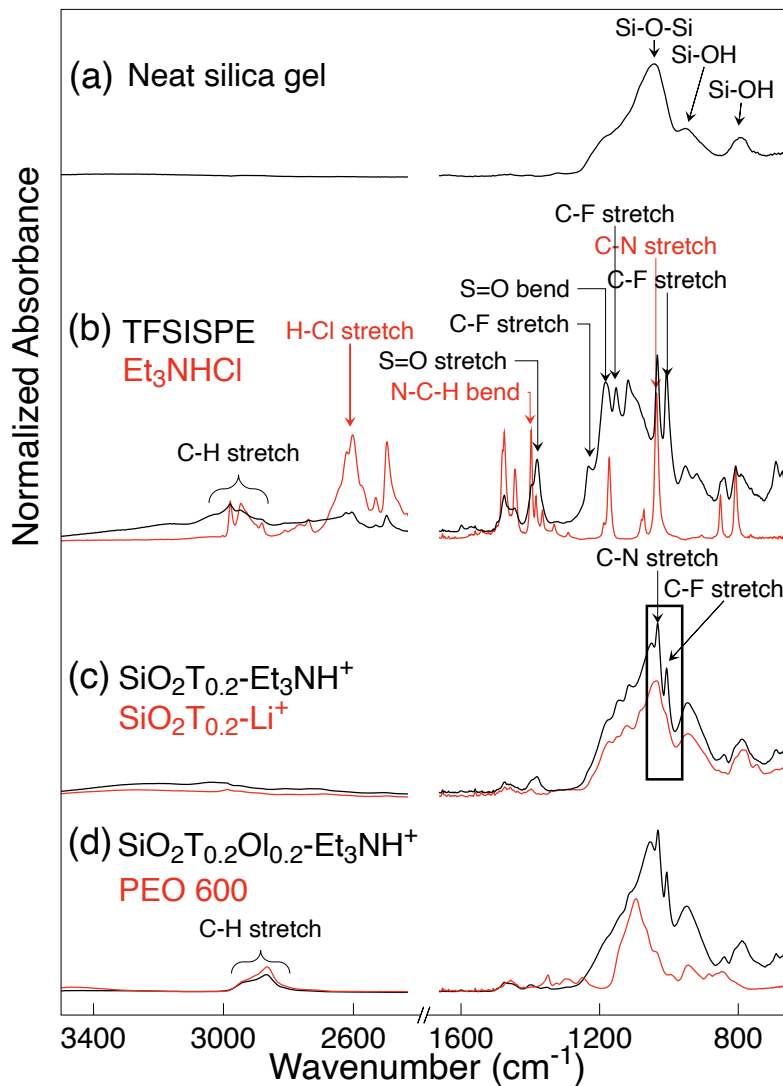 Normalized Absorbance
(a) Neat silica gel
Si-O-Si
Si-OH
Si-OH
(b) TFSISPE
Et₃NHCl
C-H stretch
H-Cl stretch
S=O stretch
N-C-H bend
C-F stretch
S=O bend
C-F stretch
C-N stretch
C-F stretch
(c) SiO₂T₀.₂-Et₃NH⁺
SiO₂T₀.₂-Li⁺
C-N stretch
C-F stretch
(d) SiO₂T₀.₂Ol₀.₂-Et₃NH⁺
PEO 600
C-H stretch
3400 3000 2600 // 1600 1200 800
Wavenumber (cm⁻¹)